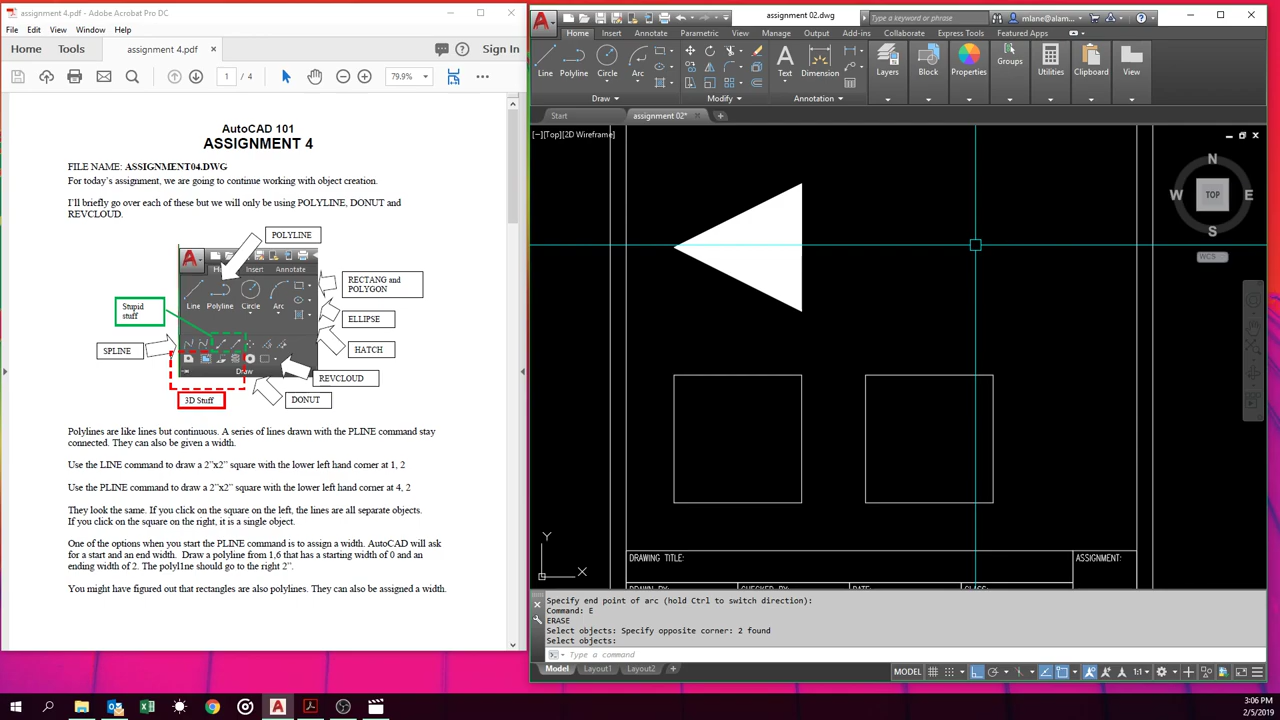 assignment 4.pdf - Adobe Acrobat Pro DC
File Edit View Window Help
Home Tools assignment 4.pdf × Sign In
1 / 4 79.9%
AutoCAD 101
ASSIGNMENT 4
FILE NAME: ASSIGNMENT04.DWG
For today's assignment, we are going to continue working with object creation.
I'll briefly go over each of these but we will only be using POLYLINE, DONUT and
REVCLOUD.
POLYLINE
Insert Annotate
RECTANG and
POLYGON
Line Polyline Circle Arc
Stupid
stuff
ELLIPSE
SPLINE
HATCH
Draw
REVCLOUD
3D Stuff
DONUT
Polylines are like lines but continuous. A series of lines drawn with the PLINE command stay
connected. They can also be given a width.
Use the LINE command to draw a 2"x2" square with the lower left hand corner at 1, 2
Use the PLINE command to draw a 2"x2" square with the lower left hand corner at 4, 2
They look the same. If you click on the square on the left, the lines are all separate objects.
If you click on the square on the right, it is a single object.
One of the options when you start the PLINE command is to assign a width. AutoCAD will ask
for a start and an end width. Draw a polyline from 1,6 that has a starting width of 0 and an
ending width of 2. The polyl1ne should go to the right 2".
You might have figured out that rectangles are also polylines. They can also be assigned a width.
assignment 02.dwg
Type a keyword or phrase
mlane@alam...
Home Insert Annotate Parametric View Manage Output Add-ins Collaborate Express Tools Featured Apps
Line Polyline Circle Arc Text Dimension Layers Block Properties Groups Utilities Clipboard View
Draw Modify Annotation
Start assignment 02*
[−][Top][2D Wireframe]
N
W TOP E
S
WCS
Y
X
DRAWING TITLE:
ASSIGNMENT:
DRAWN BY: CHECKED BY: DATE: CLASS:
Specify end point of arc (hold Ctrl to switch direction):
Command: E
ERASE
Select objects: Specify opposite corner: 2 found
Select objects:
Type a command
Model Layout1 Layout2 +
MODEL 1:1
3:06 PM
2/5/2019